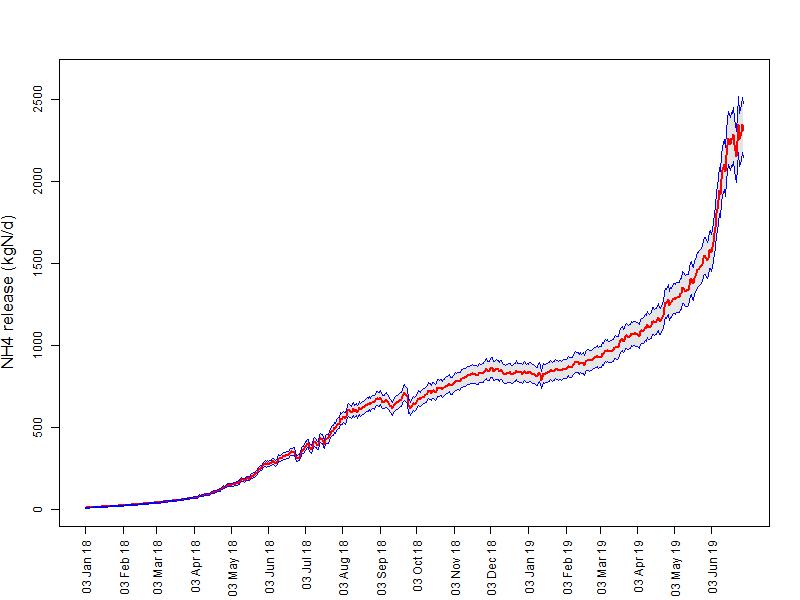 NH4 release (kgN/d)
2500
2000
1500
1000
500
0
03 Jan 18
03 Feb 18
03 Mar 18
03 Apr 18
03 May 18
03 Jun 18
03 Jul 18
03 Aug 18
03 Sep 18
03 Oct 18
03 Nov 18
03 Dec 18
03 Jan 19
03 Feb 19
03 Mar 19
03 Apr 19
03 May 19
03 Jun 19